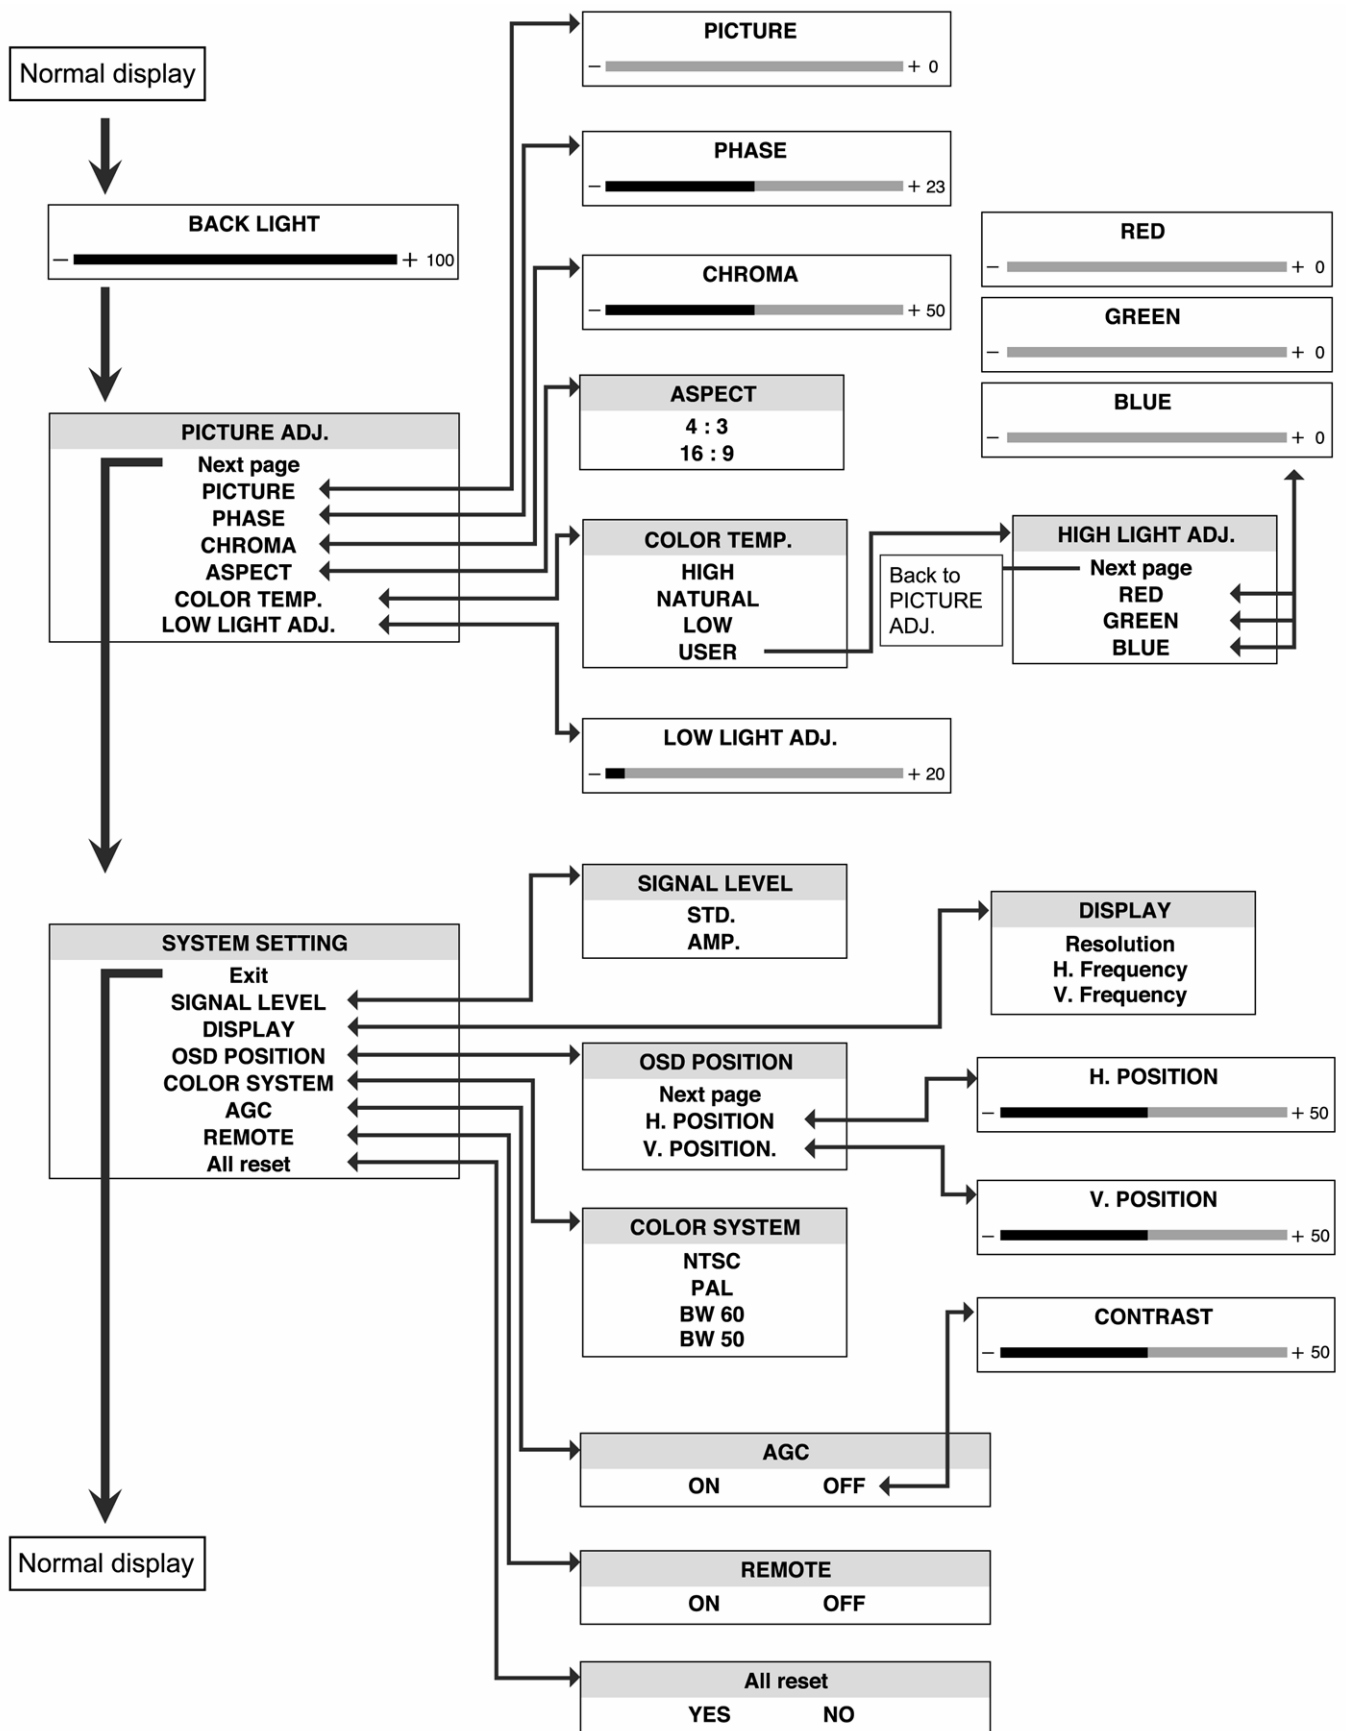 Normal display
BACK LIGHT
– + 100
PICTURE ADJ.
Next page
PICTURE
PHASE
CHROMA
ASPECT
COLOR TEMP.
LOW LIGHT ADJ.
PICTURE
– + 0
PHASE
– + 23
CHROMA
– + 50
ASPECT
4 : 3
16 : 9
COLOR TEMP.
HIGH
NATURAL
LOW
USER
Back to
PICTURE
ADJ.
HIGH LIGHT ADJ.
Next page
RED
GREEN
BLUE
RED
– + 0
GREEN
– + 0
BLUE
– + 0
LOW LIGHT ADJ.
– + 20
SYSTEM SETTING
Exit
SIGNAL LEVEL
DISPLAY
OSD POSITION
COLOR SYSTEM
AGC
REMOTE
All reset
SIGNAL LEVEL
STD.
AMP.
DISPLAY
Resolution
H. Frequency
V. Frequency
OSD POSITION
Next page
H. POSITION
V. POSITION.
H. POSITION
– + 50
V. POSITION
– + 50
COLOR SYSTEM
NTSC
PAL
BW 60
BW 50
CONTRAST
– + 50
AGC
ON OFF
REMOTE
ON OFF
All reset
YES NO
Normal display